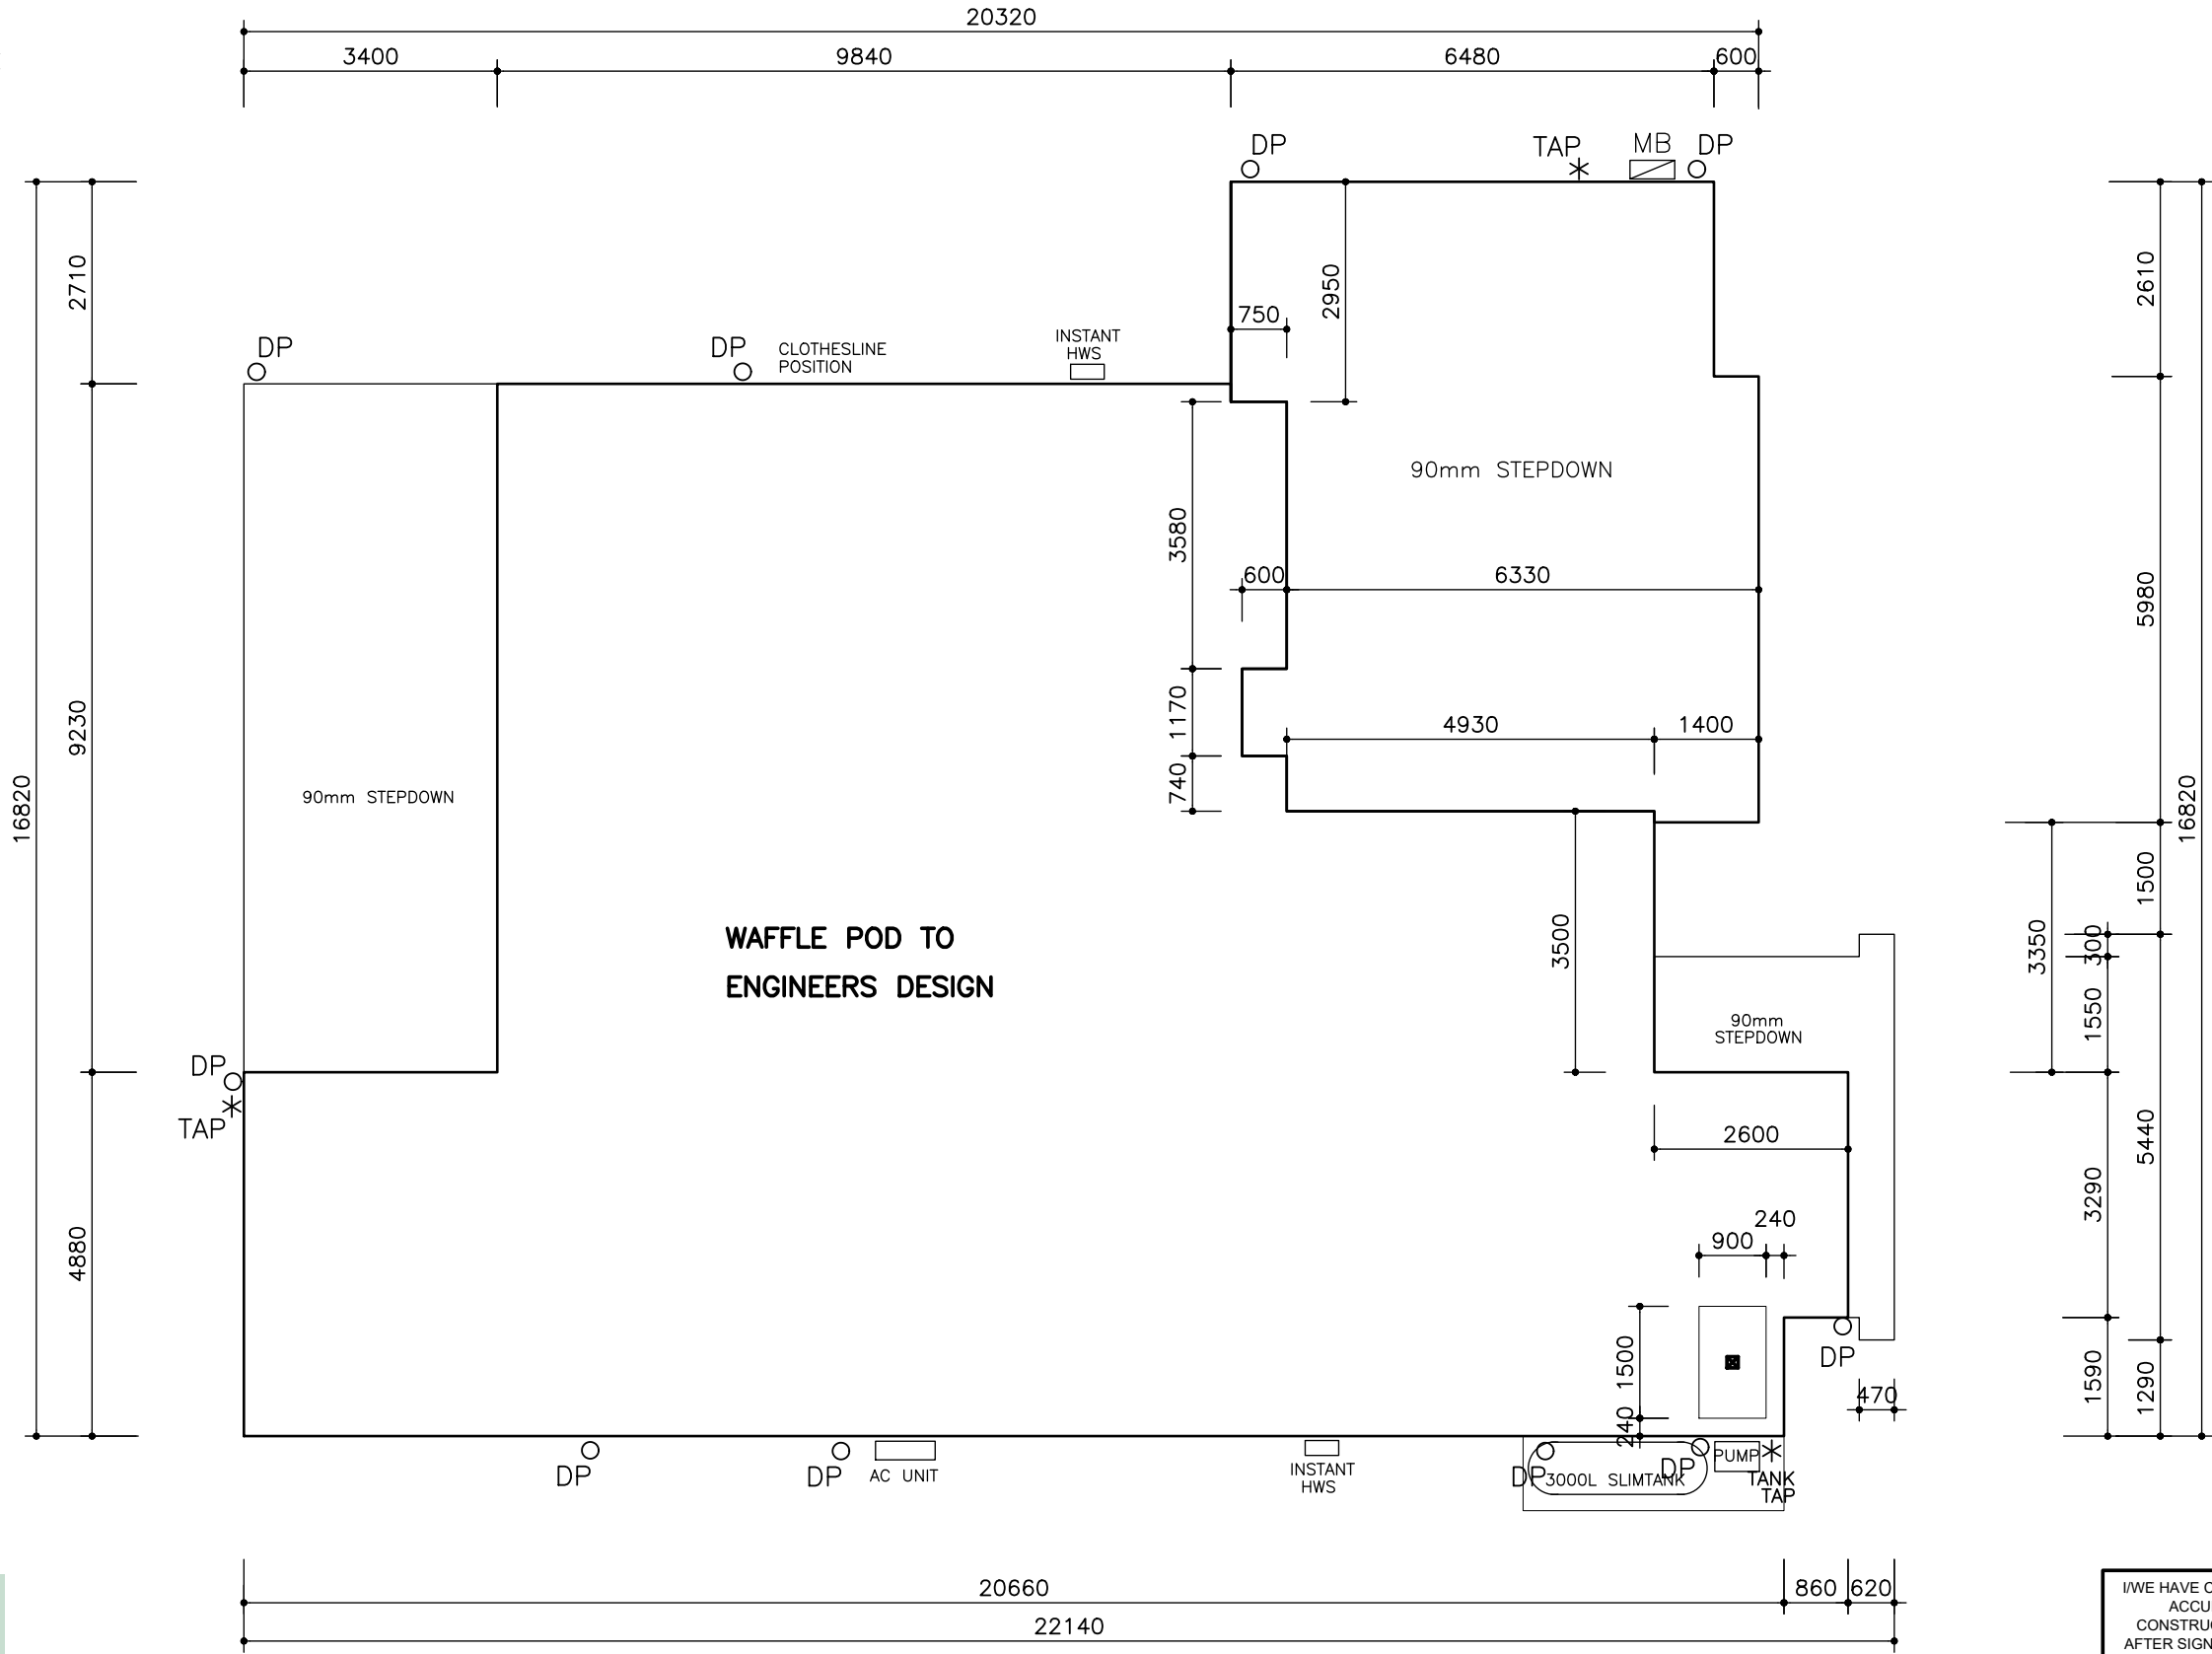 20320
3400
9840
6480
600
DP
TAP
MB
DP
2710
2610
2950
750
DP
DP
CLOTHESLINE
POSITION
INSTANT
HWS
90mm STEPDOWN
3580
600
6330
5980
9230
1170
4930
1400
740
16820
90mm STEPDOWN
16820
1500
WAFFLE POD TO
ENGINEERS DESIGN
3500
3350
300
1550
90mm
STEPDOWN
DP
TAP
2600
5440
3290
240
900
4880
1500
240
DP
1590
1290
470
DP
DP
AC UNIT
INSTANT
HWS
DP
3000L SLIMTANK
DP
PUMP
TANK
TAP
20660
860
620
22140
I/WE HAVE C
ACCU
CONSTRU
AFTER SIGN